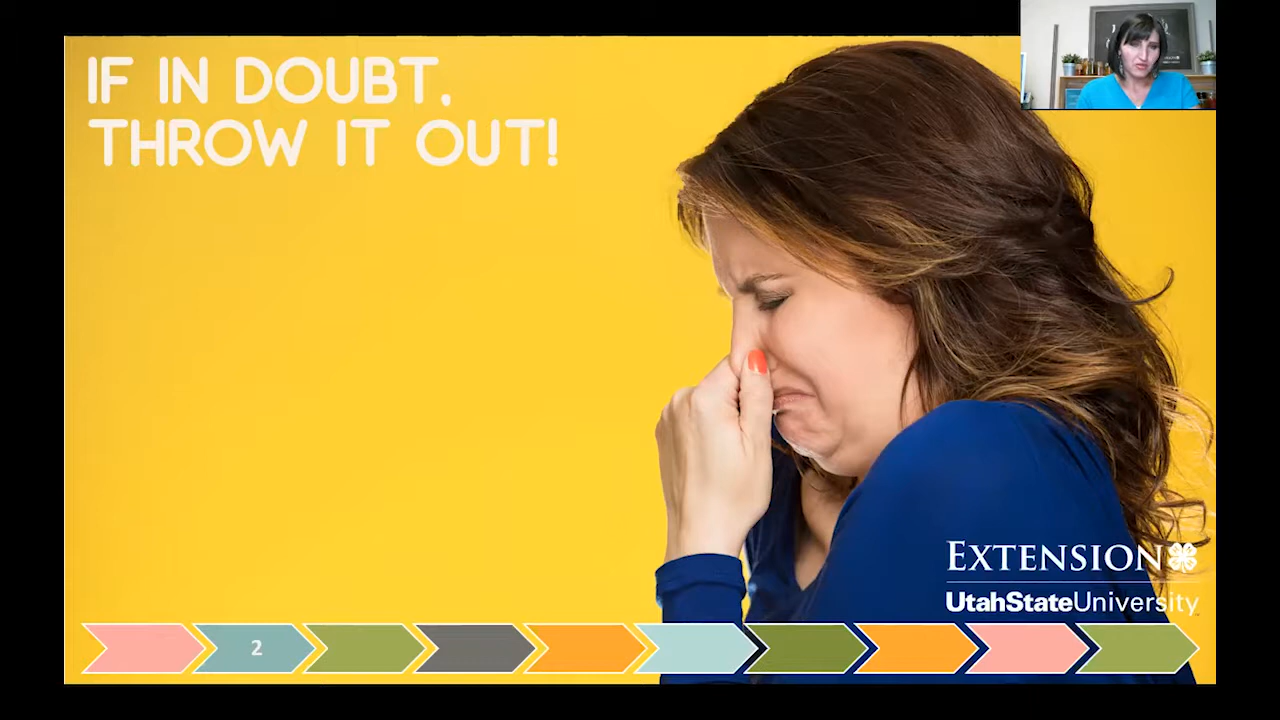 IF IN DOUBT,
THROW IT OUT!
EXTENSION
UtahStateUniversity
2